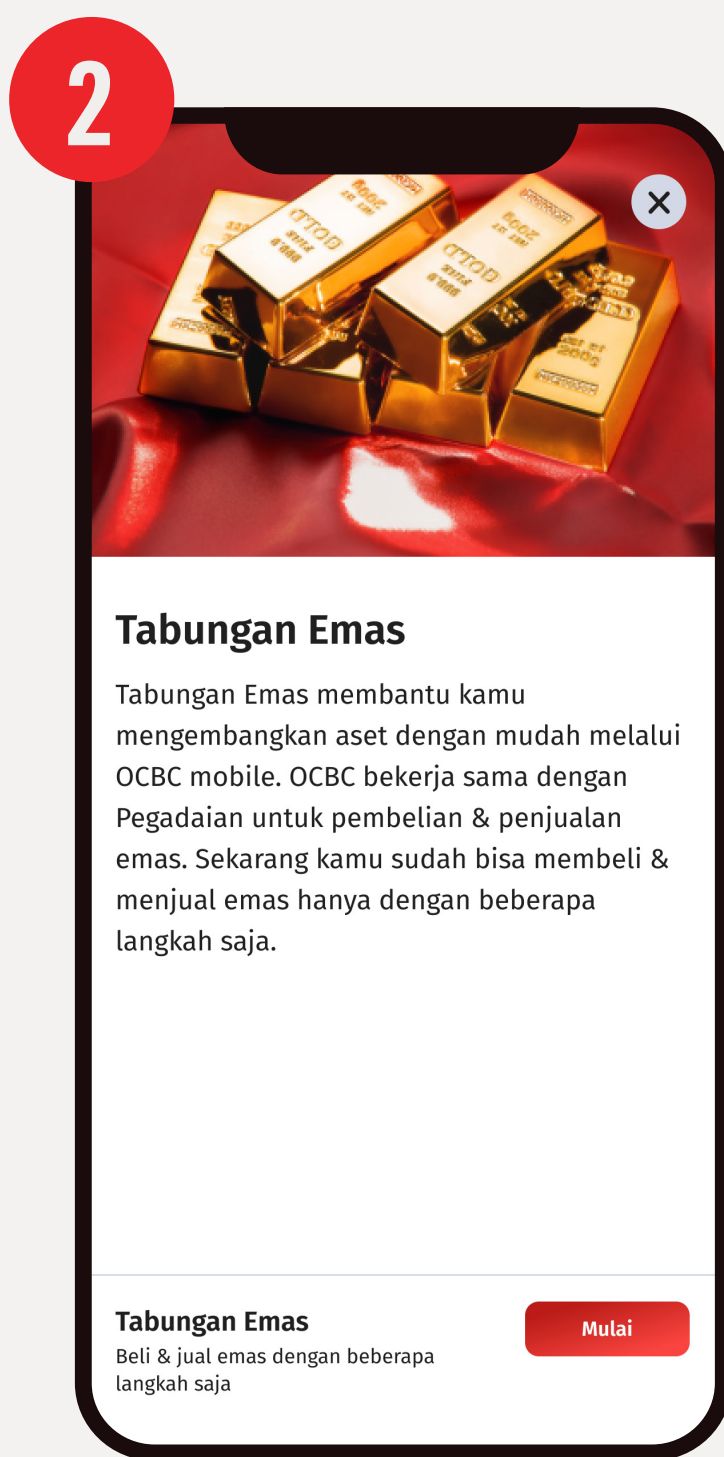 2
Tabungan Emas
Tabungan Emas membantu kamu
mengembangkan aset dengan mudah melalui
OCBC mobile. OCBC bekerja sama dengan
Pegadaian untuk pembelian & penjualan
emas. Sekarang kamu sudah bisa membeli &
menjual emas hanya dengan beberapa
langkah saja.
Tabungan Emas
Beli & jual emas dengan beberapa
langkah saja
Mulai